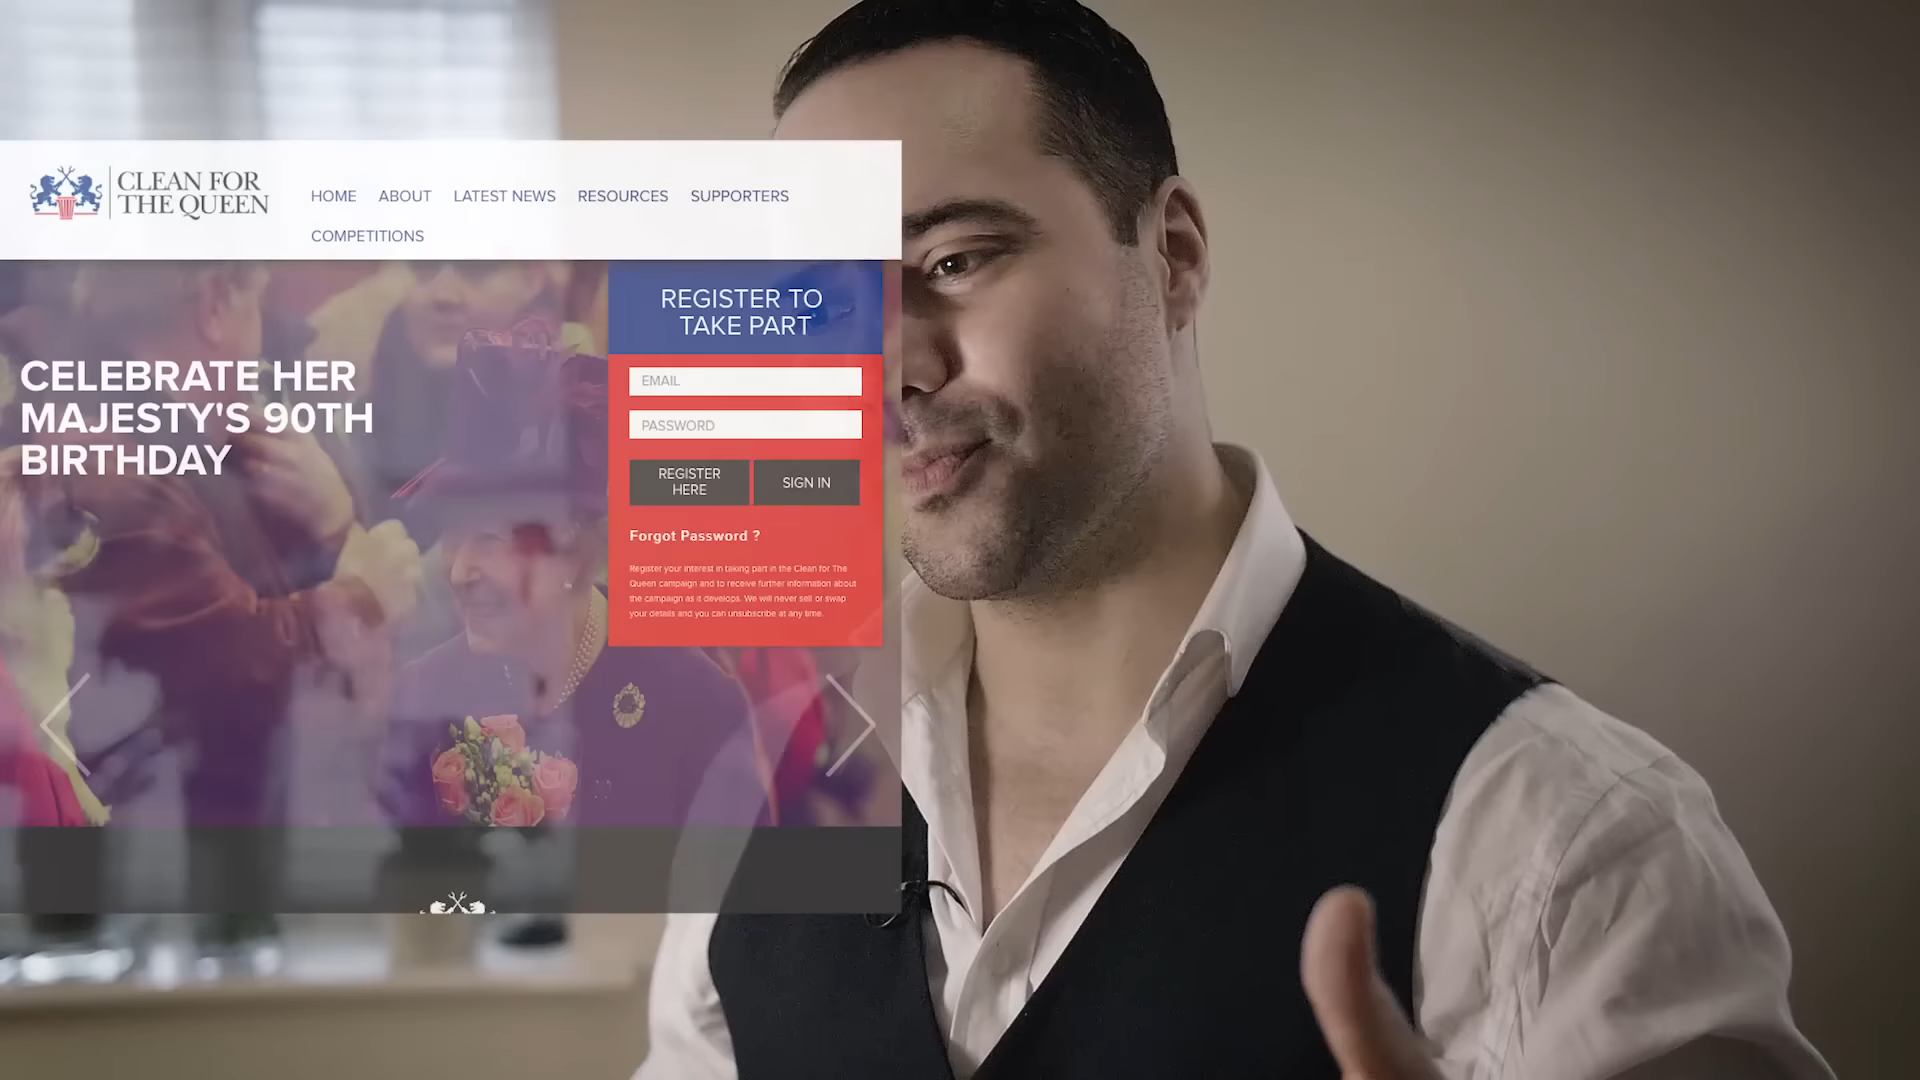 CLEAN FOR
THE QUEEN
HOME ABOUT LATEST NEWS RESOURCES SUPPORTERS
COMPETITIONS
CELEBRATE HER
MAJESTY'S 90TH
BIRTHDAY
REGISTER TO
TAKE PART
EMAIL
PASSWORD
REGISTER
HERE
SIGN IN
Forgot Password ?
Register your interest in taking part in the Clean for The
Queen campaign and to receive further information about
the campaign as it develops. We will never sell or swap
your details and you can unsubscribe at any time.